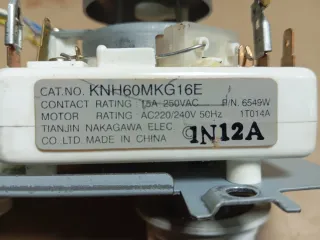 CAT.NO. KNH60MKG16E
CONTACT RATING 15A 250VAC P/N. 6549W
MOTOR RATING AC220/240V 50Hz 1T014A
TIANJIN NAKAGAWA ELEC
CO LTD. MADE IN CHINA
1N12A